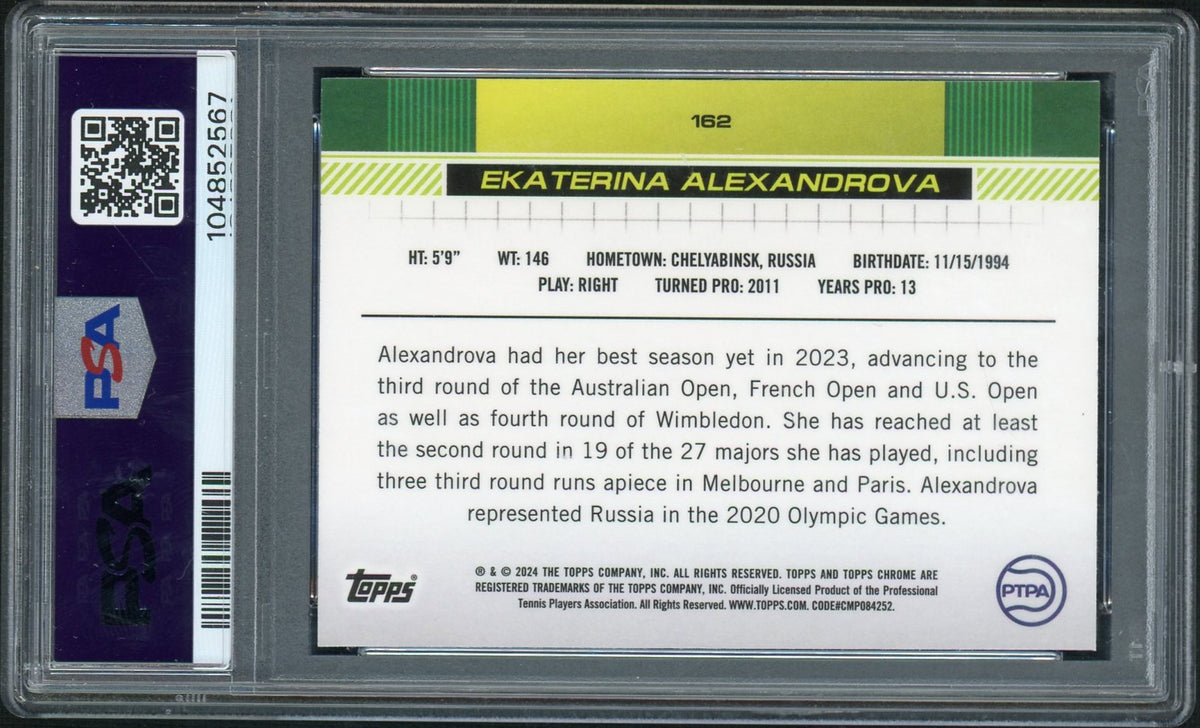 104852567
PSA
PSA
162
EKATERINA ALEXANDROVA
HT: 5'9" WT: 146 HOMETOWN: CHELYABINSK, RUSSIA BIRTHDATE: 11/15/1994
PLAY: RIGHT TURNED PRO: 2011 YEARS PRO: 13
Alexandrova had her best season yet in 2023, advancing to the
third round of the Australian Open, French Open and U.S. Open
as well as fourth round of Wimbledon. She has reached at least
the second round in 19 of the 27 majors she has played, including
three third round runs apiece in Melbourne and Paris. Alexandrova
represented Russia in the 2020 Olympic Games.
Topps®
® & © 2024 THE TOPPS COMPANY, INC. ALL RIGHTS RESERVED. TOPPS AND TOPPS CHROME ARE
REGISTERED TRADEMARKS OF THE TOPPS COMPANY, INC. Officially Licensed Product of the Professional
Tennis Players Association. All Rights Reserved. WWW.TOPPS.COM. CODE#CMP084252.
PTPA